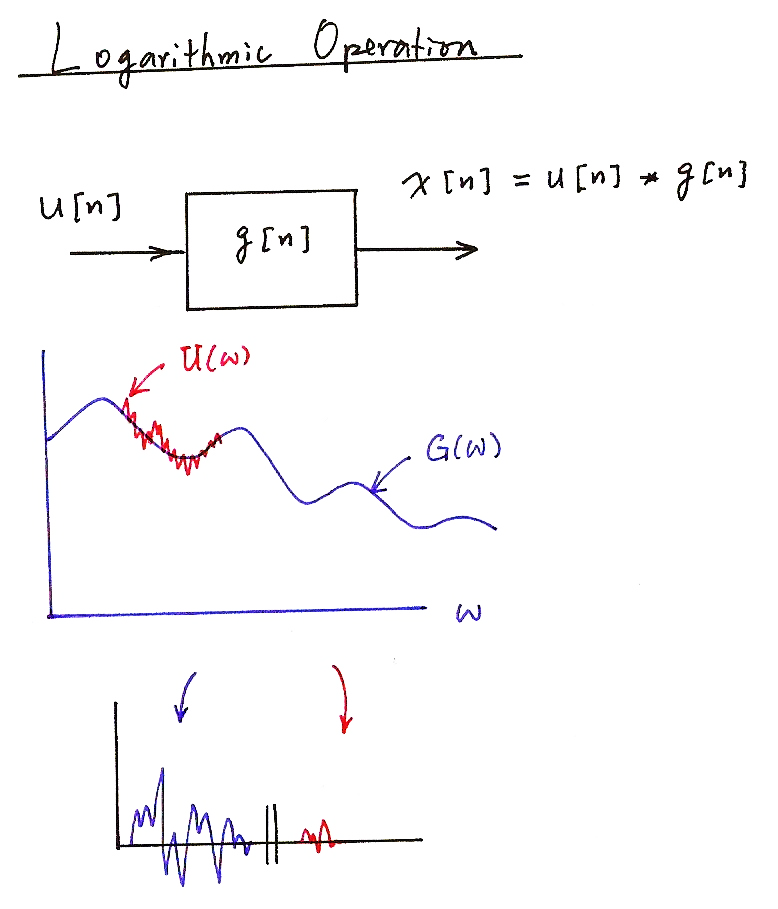 Logarithmic Operation
x[n] = u[n] * g[n]
u[n]
g[n]
U(ω)
G(ω)
ω